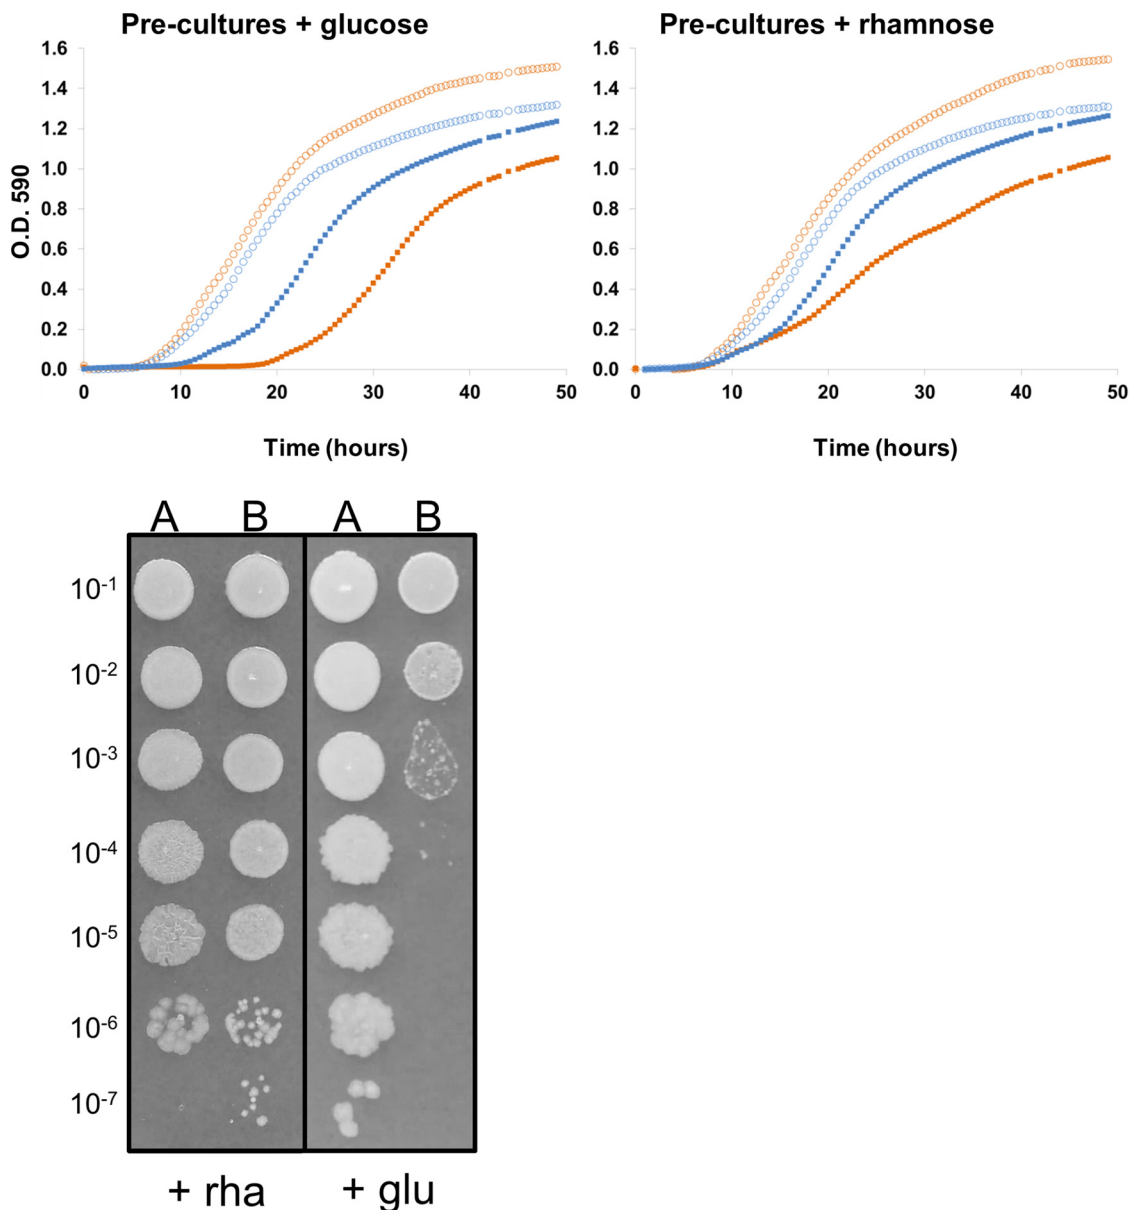 Pre-cultures + glucose
1.6
1.4
1.2
1.0
0.8
0.6
0.4
0.2
0.0
O.D. 590
0 10 20 30 40 50
Time (hours)
Pre-cultures + rhamnose
1.6
1.4
1.2
1.0
0.8
0.6
0.4
0.2
0.0
0 10 20 30 40 50
Time (hours)
A B A B
10⁻¹
10⁻²
10⁻³
10⁻⁴
10⁻⁵
10⁻⁶
10⁻⁷
+ rha + glu